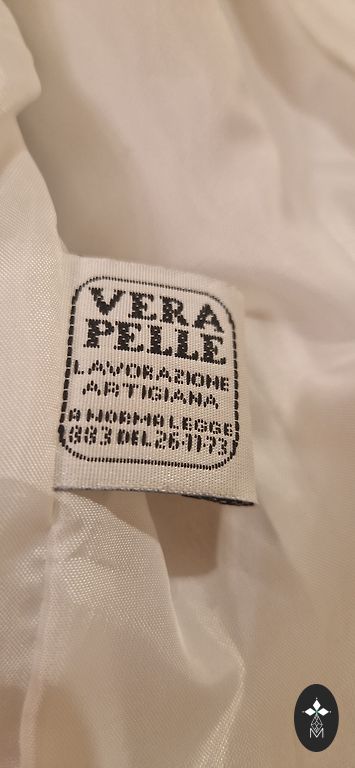 VERA
PELLE
LAVORAZIONE
ARTIGIANA
A NORMA LEGGE
883 DEL 26-11-73
M